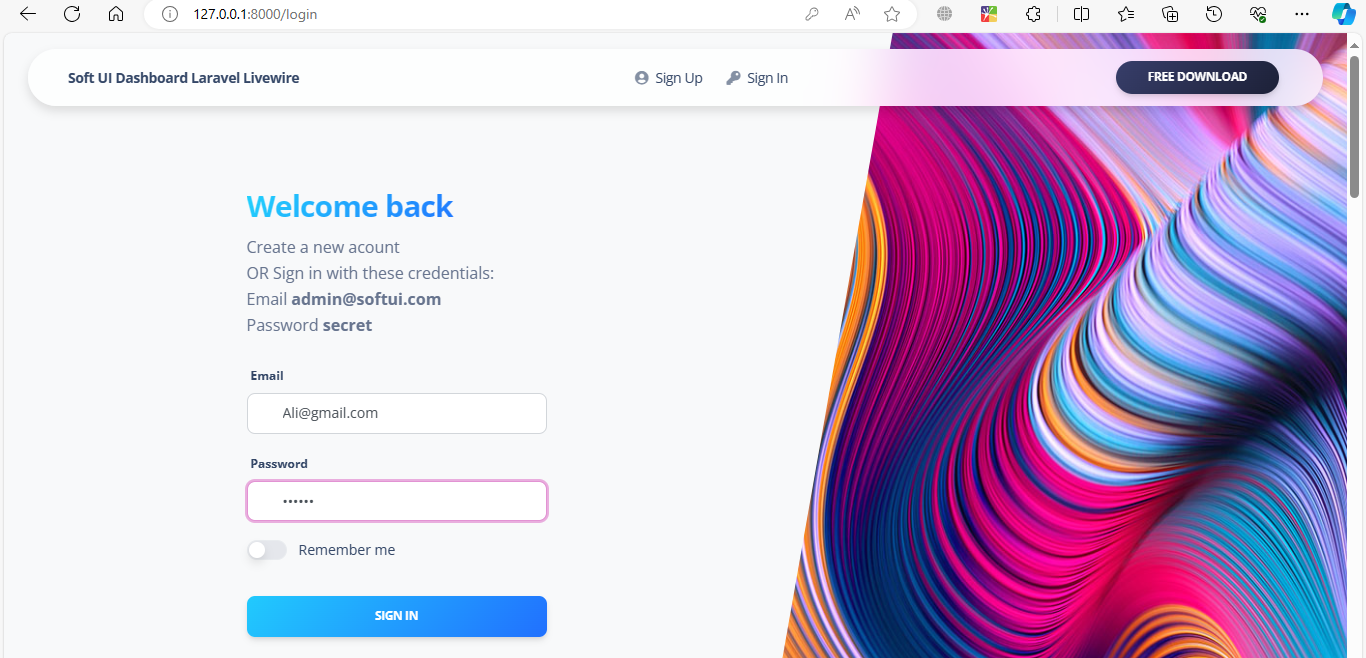 127.0.0.1:8000/login
Soft UI Dashboard Laravel Livewire
Sign Up
Sign In
FREE DOWNLOAD
Welcome back
Create a new acount
OR Sign in with these credentials:
Email admin@softui.com
Password secret
Email
Ali@gmail.com
Password
••••••
Remember me
SIGN IN